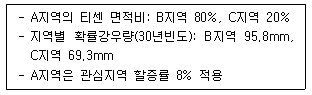 - A지역의 티센 면적비: B지역 80%, C지역 20%
- 지역별 확률강우량(30년빈도): B지역 95.8mm,
C지역 69.3mm
- A지역은 관심지역 할증률 8% 적용